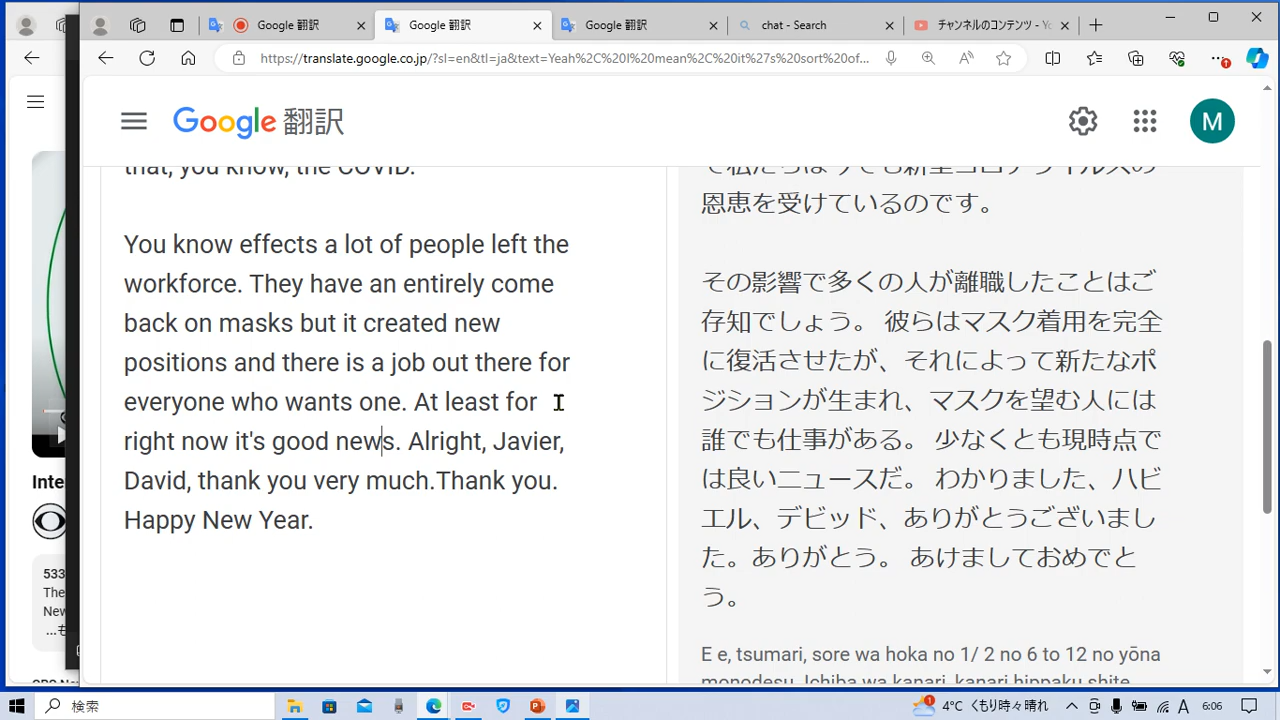 Google 翻訳
Google 翻訳
Google 翻訳
chat - Search
チャンネルのコンテンツ - Yo
https://translate.google.co.jp/?sl=en&tl=ja&text=Yeah%2C%20I%20mean%2C%20it%27s%20sort%20of...
Google 翻訳
M
that, you know, the COVID.
恩恵を受けているのです。
You know effects a lot of people left the
workforce. They have an entirely come
back on masks but it created new
positions and there is a job out there for
everyone who wants one. At least for
right now it's good news. Alright, Javier,
David, thank you very much.Thank you.
Happy New Year.
その影響で多くの人が離職したことはご
存知でしょう。 彼らはマスク着用を完全
に復活させたが、それによって新たなポ
ジションが生まれ、マスクを望む人には
誰でも仕事がある。 少なくとも現時点で
は良いニュースだ。 わかりました、ハビ
エル、デビッド、ありがとうございまし
た。ありがとう。 あけましておめでと
う。
E e, tsumari, sore wa hoka no 1/ 2 no 6 to 12 no yōna
monodesu. Ichiba wa kanari, kanari hippaku shite
Inte
533
The
New
...も
検索
4°C くもり時々晴れ
A
6:06